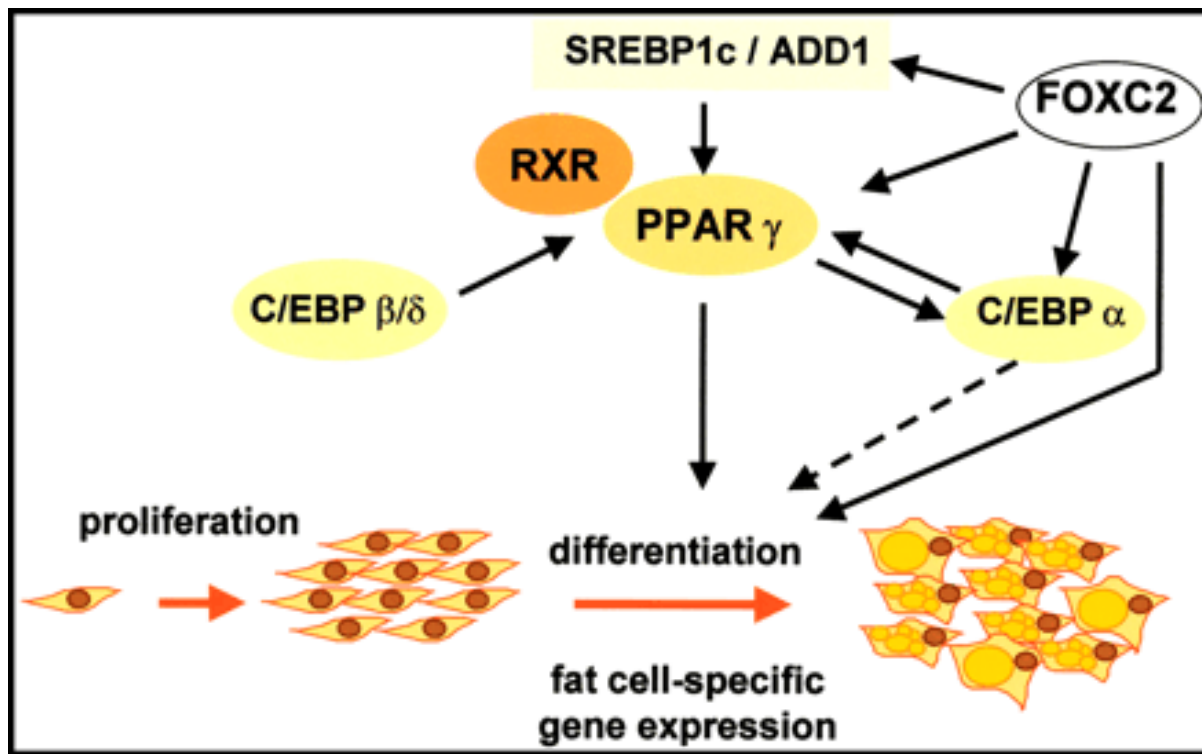 SREBP1c / ADD1
FOXC2
RXR
PPAR γ
C/EBP β/δ
C/EBP α
proliferation
differentiation
fat cell-specific
gene expression